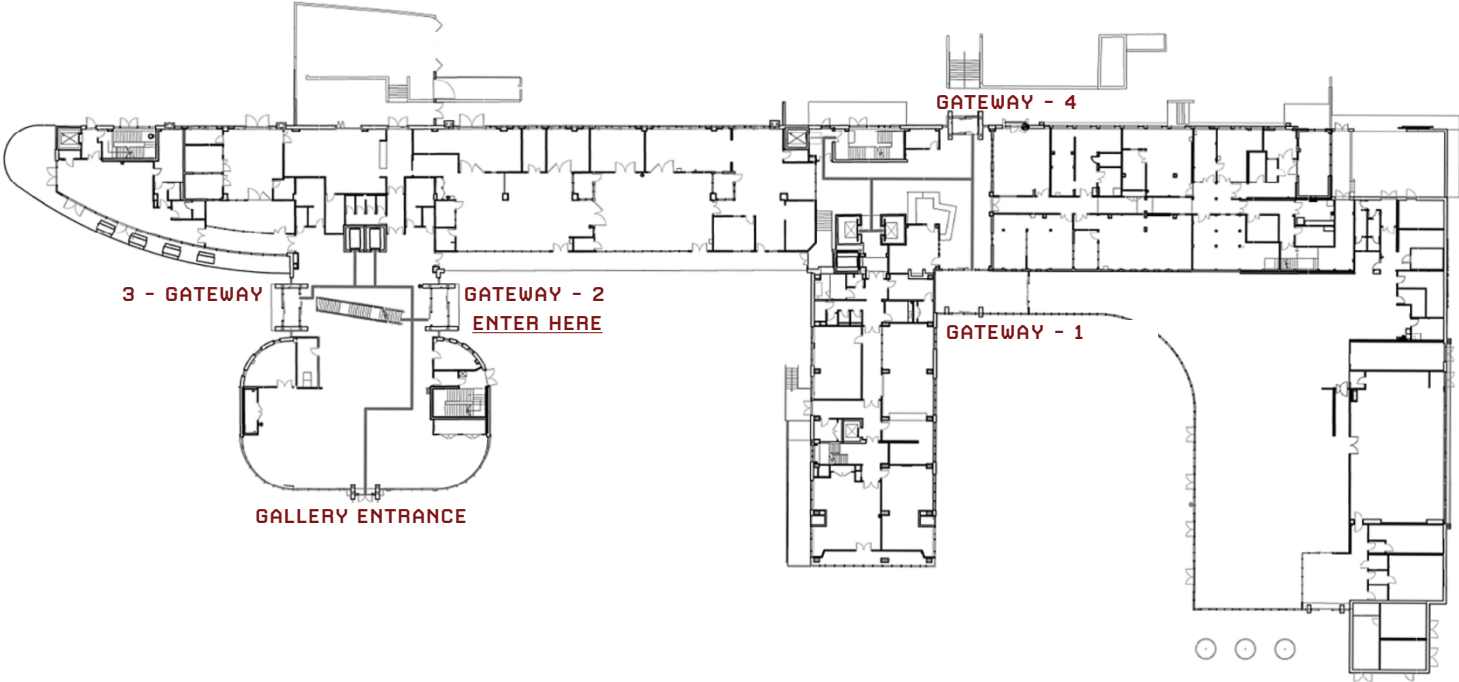 GATEWAY - 4
3 - GATEWAY
GATEWAY - 2
ENTER HERE
GATEWAY - 1
GALLERY ENTRANCE